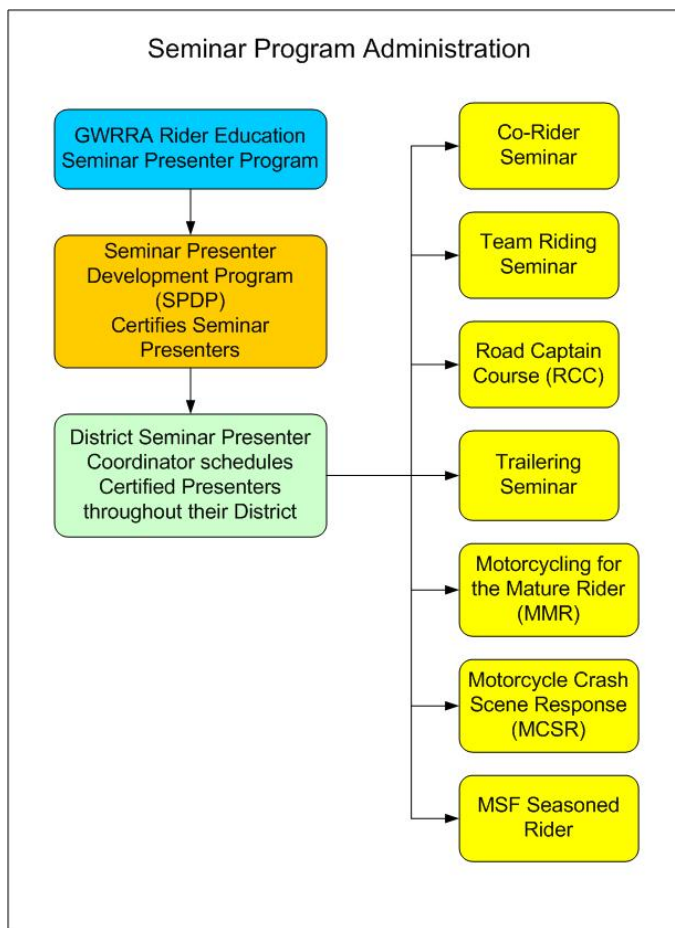 Seminar Program Administration
GWRRA Rider Education
Seminar Presenter Program
Seminar Presenter
Development Program
(SPDP)
Certifies Seminar
Presenters
District Seminar Presenter
Coordinator schedules
Certified Presenters
throughout their District
Co-Rider
Seminar
Team Riding
Seminar
Road Captain
Course (RCC)
Trailering
Seminar
Motorcycling for
the Mature Rider
(MMR)
Motorcycle Crash
Scene Response
(MCSR)
MSF Seasoned
Rider